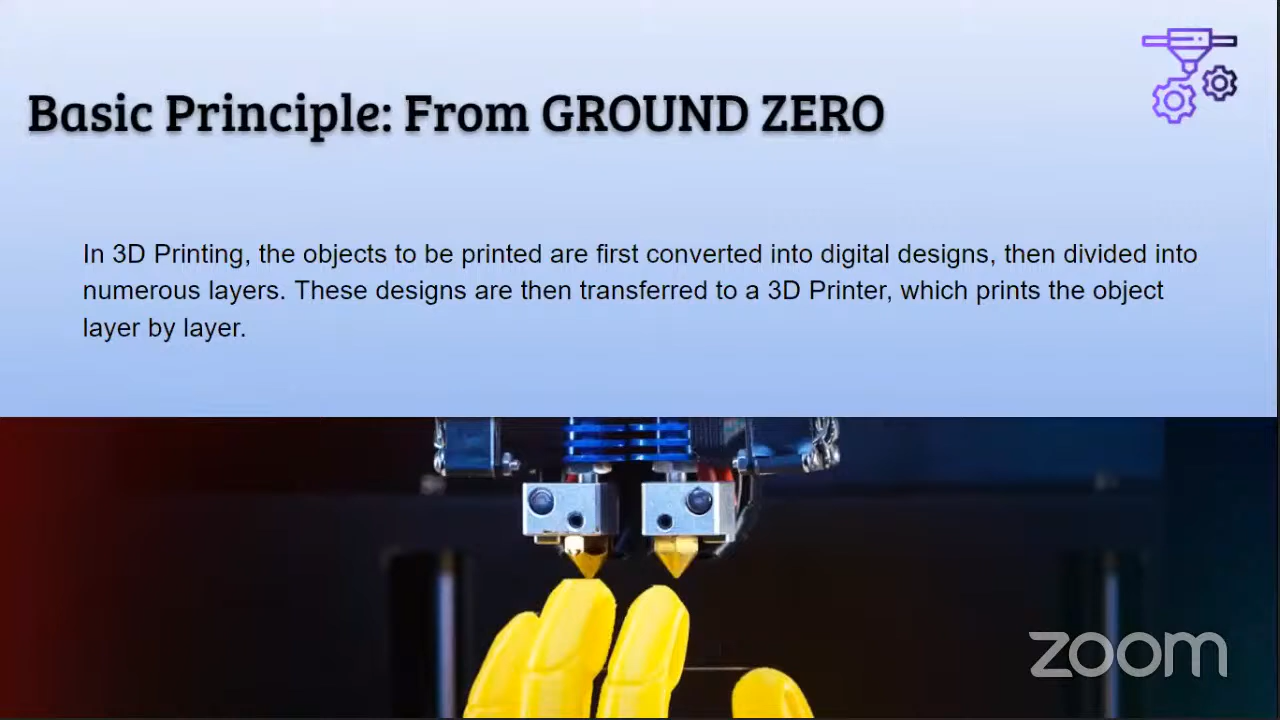 Basic Principle: From GROUND ZERO
In 3D Printing, the objects to be printed are first converted into digital designs, then divided into
numerous layers. These designs are then transferred to a 3D Printer, which prints the object
layer by layer.
zoom